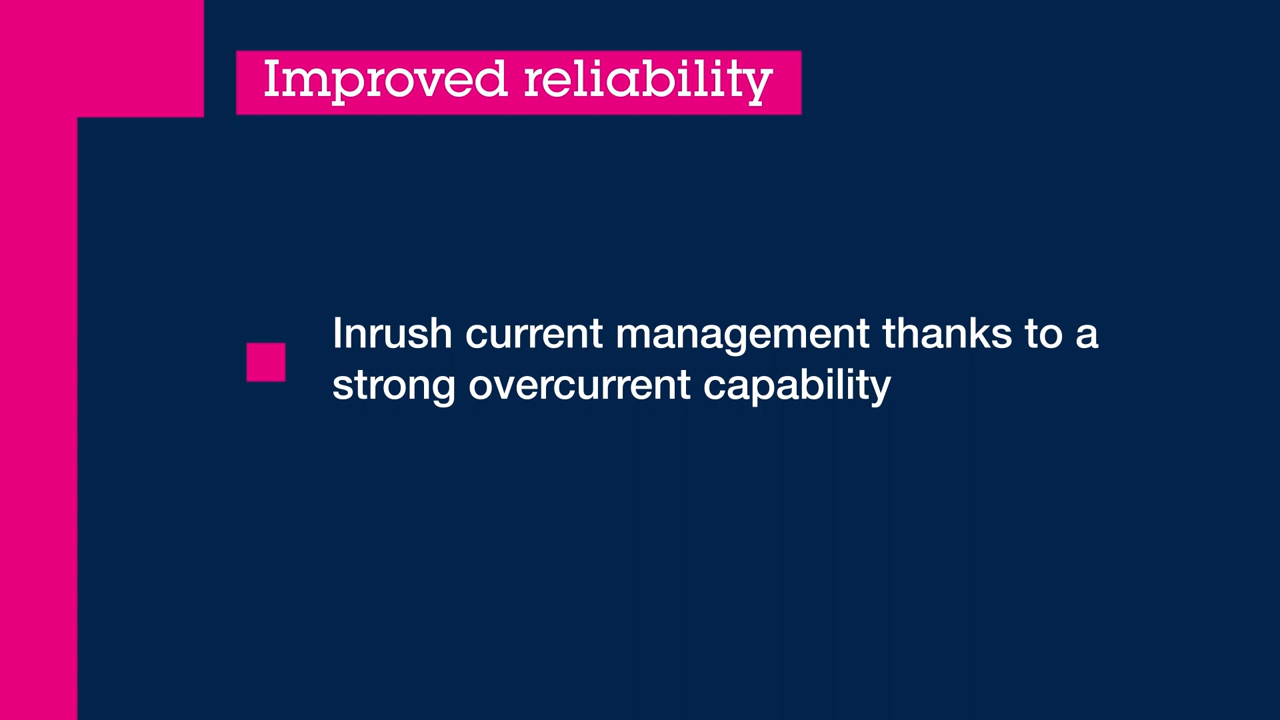 Improved reliability
Inrush current management thanks to a
strong overcurrent capability